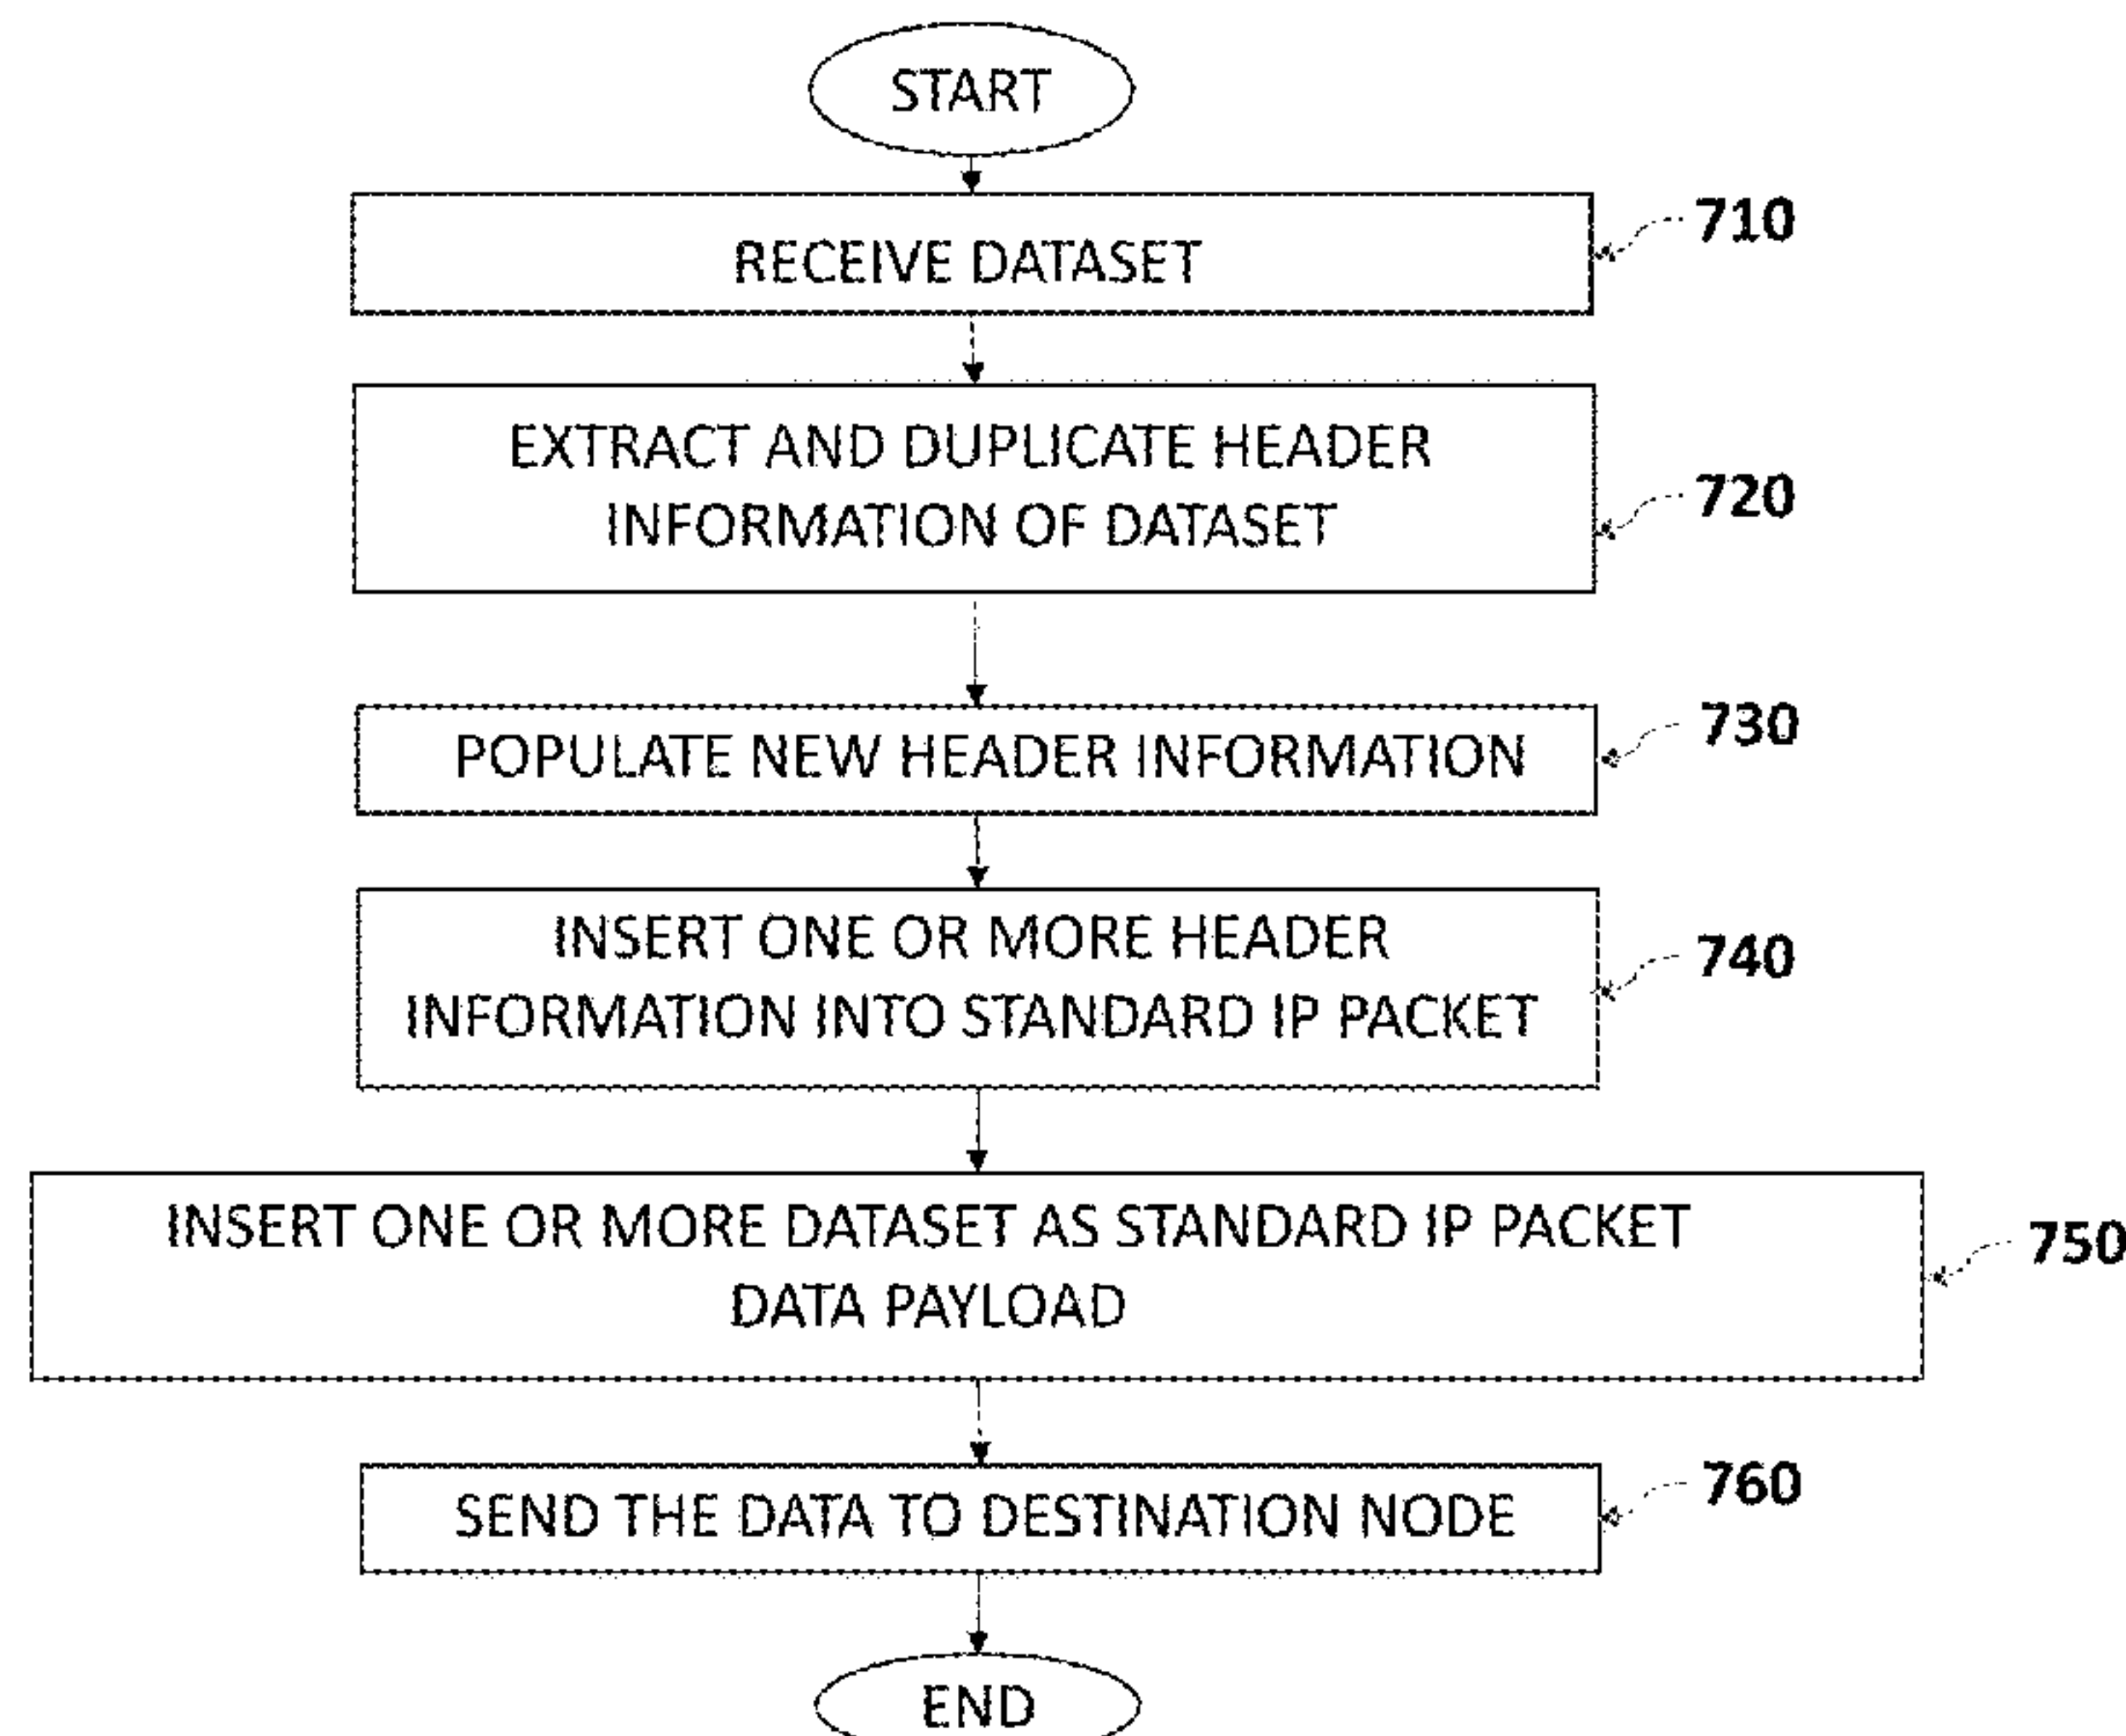 START
RECEIVE DATASET
710
EXTRACT AND DUPLICATE HEADER
INFORMATION OF DATASET
720
POPULATE NEW HEADER INFORMATION
730
INSERT ONE OR MORE HEADER
INFORMATION INTO STANDARD IP PACKET
740
INSERT ONE OR MORE DATASET AS STANDARD IP PACKET
DATA PAYLOAD
750
SEND THE DATA TO DESTINATION NODE
760
END